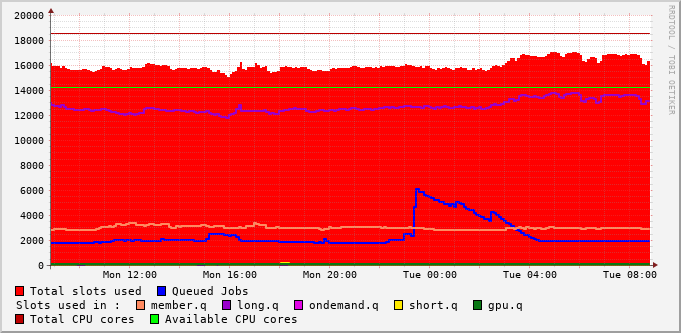 20000
18000
16000
14000
12000
10000
8000
6000
4000
2000
0
Mon 12:00 Mon 16:00 Mon 20:00 Tue 00:00 Tue 04:00 Tue 08:00
RRDTOOL / TOBI OETIKER
Total slots used Queued Jobs
Slots used in : member.q long.q ondemand.q short.q gpu.q
Total CPU cores Available CPU cores